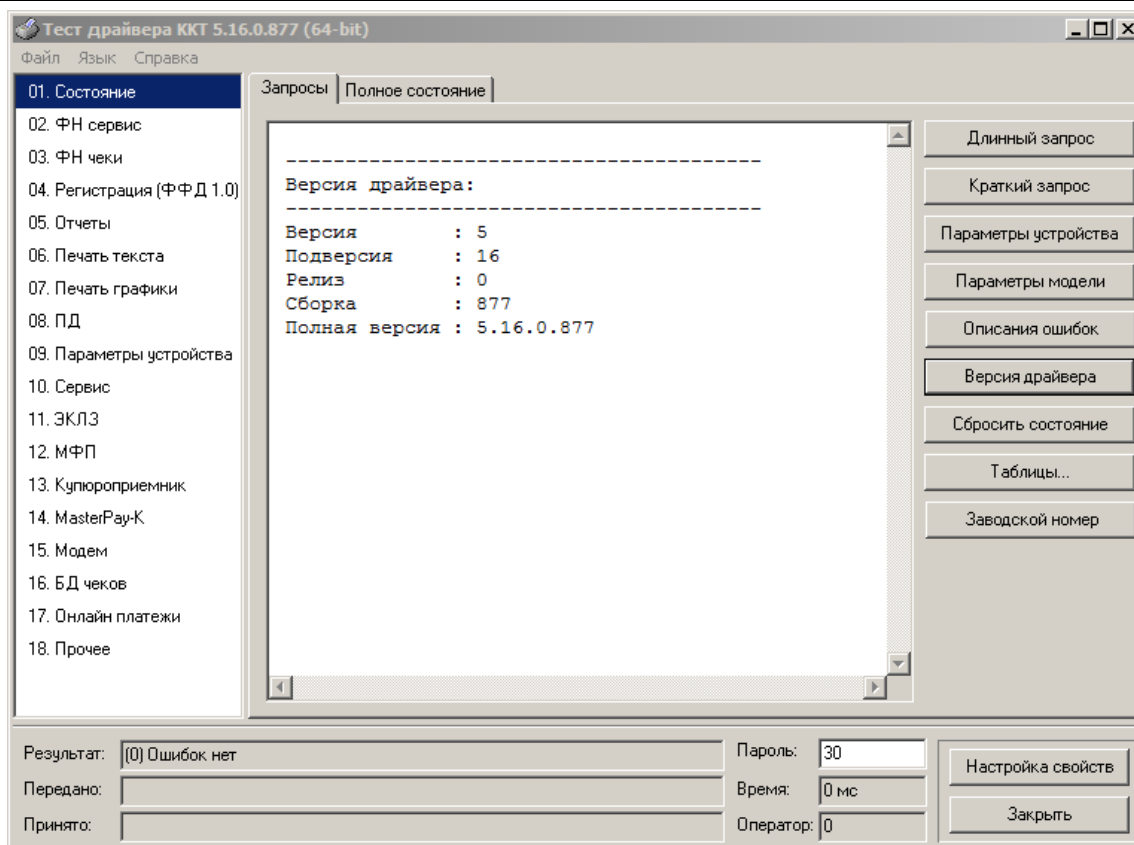 Тест драйвера ККТ 5.16.0.877 (64-bit)
Файл Язык Справка
01. Состояние
02. ФН сервис
03. ФН чеки
04. Регистрация (ФФД 1.0)
05. Отчеты
06. Печать текста
07. Печать графики
08. ПД
09. Параметры устройства
10. Сервис
11. ЭКЛЗ
12. МФП
13. Купюроприемник
14. MasterPay-K
15. Модем
16. БД чеков
17. Онлайн платежи
18. Прочее
Запросы Полное состояние
----------------------------------------
Версия драйвера:
----------------------------------------
Версия : 5
Подверсия : 16
Релиз : 0
Сборка : 877
Полная версия : 5.16.0.877
Длинный запрос
Краткий запрос
Параметры устройства
Параметры модели
Описания ошибок
Версия драйвера
Сбросить состояние
Таблицы...
Заводской номер
Результат: (0) Ошибок нет
Передано:
Принято:
Пароль: 30
Время: 0 мс
Оператор: 0
Настройка свойств
Закрыть